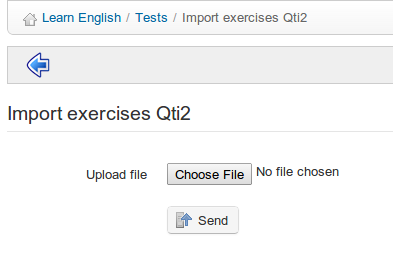 Learn English / Tests / Import exercises Qti2
Import exercises Qti2
Upload file Choose File No file chosen
Send